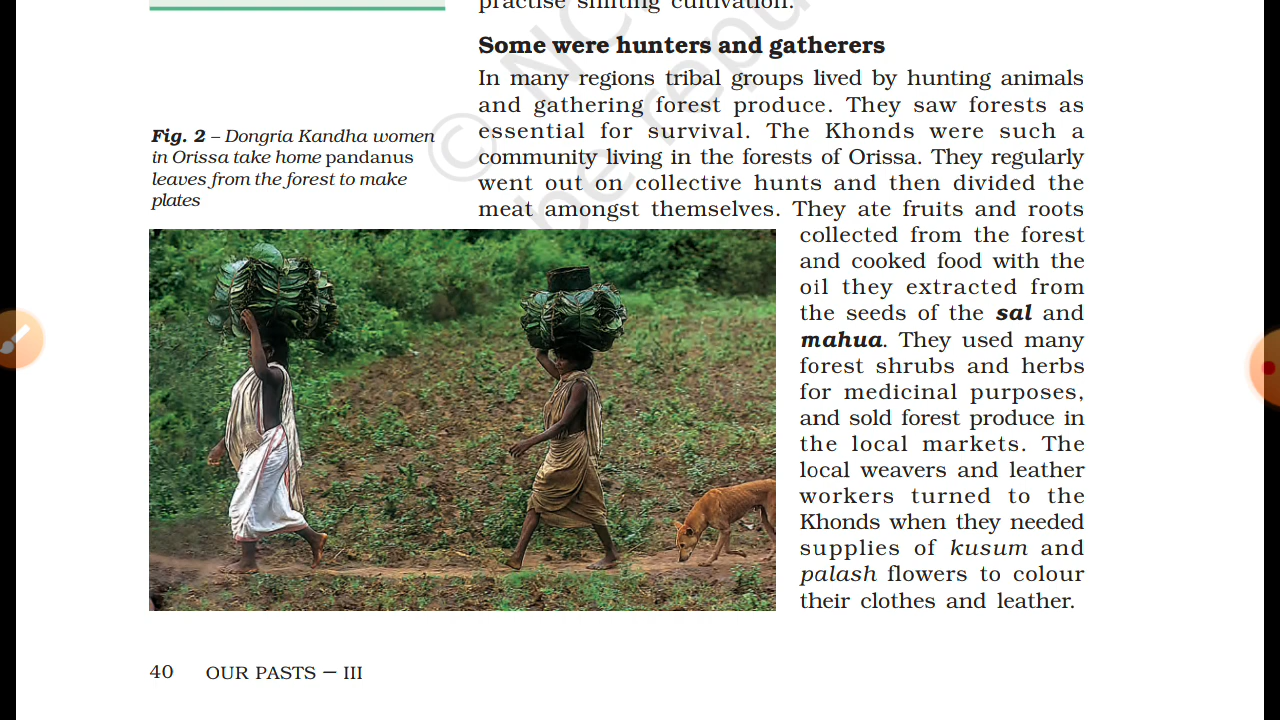 practise shifting cultivation.
Some were hunters and gatherers
In many regions tribal groups lived by hunting animals
and gathering forest produce. They saw forests as
essential for survival. The Khonds were such a
community living in the forests of Orissa. They regularly
went out on collective hunts and then divided the
meat amongst themselves. They ate fruits and roots
collected from the forest
and cooked food with the
oil they extracted from
the seeds of the sal and
mahua. They used many
forest shrubs and herbs
for medicinal purposes,
and sold forest produce in
the local markets. The
local weavers and leather
workers turned to the
Khonds when they needed
supplies of kusum and
palash flowers to colour
their clothes and leather.
Fig. 2 – Dongria Kandha women
in Orissa take home pandanus
leaves from the forest to make
plates
40 OUR PASTS – III
© NC
be repu